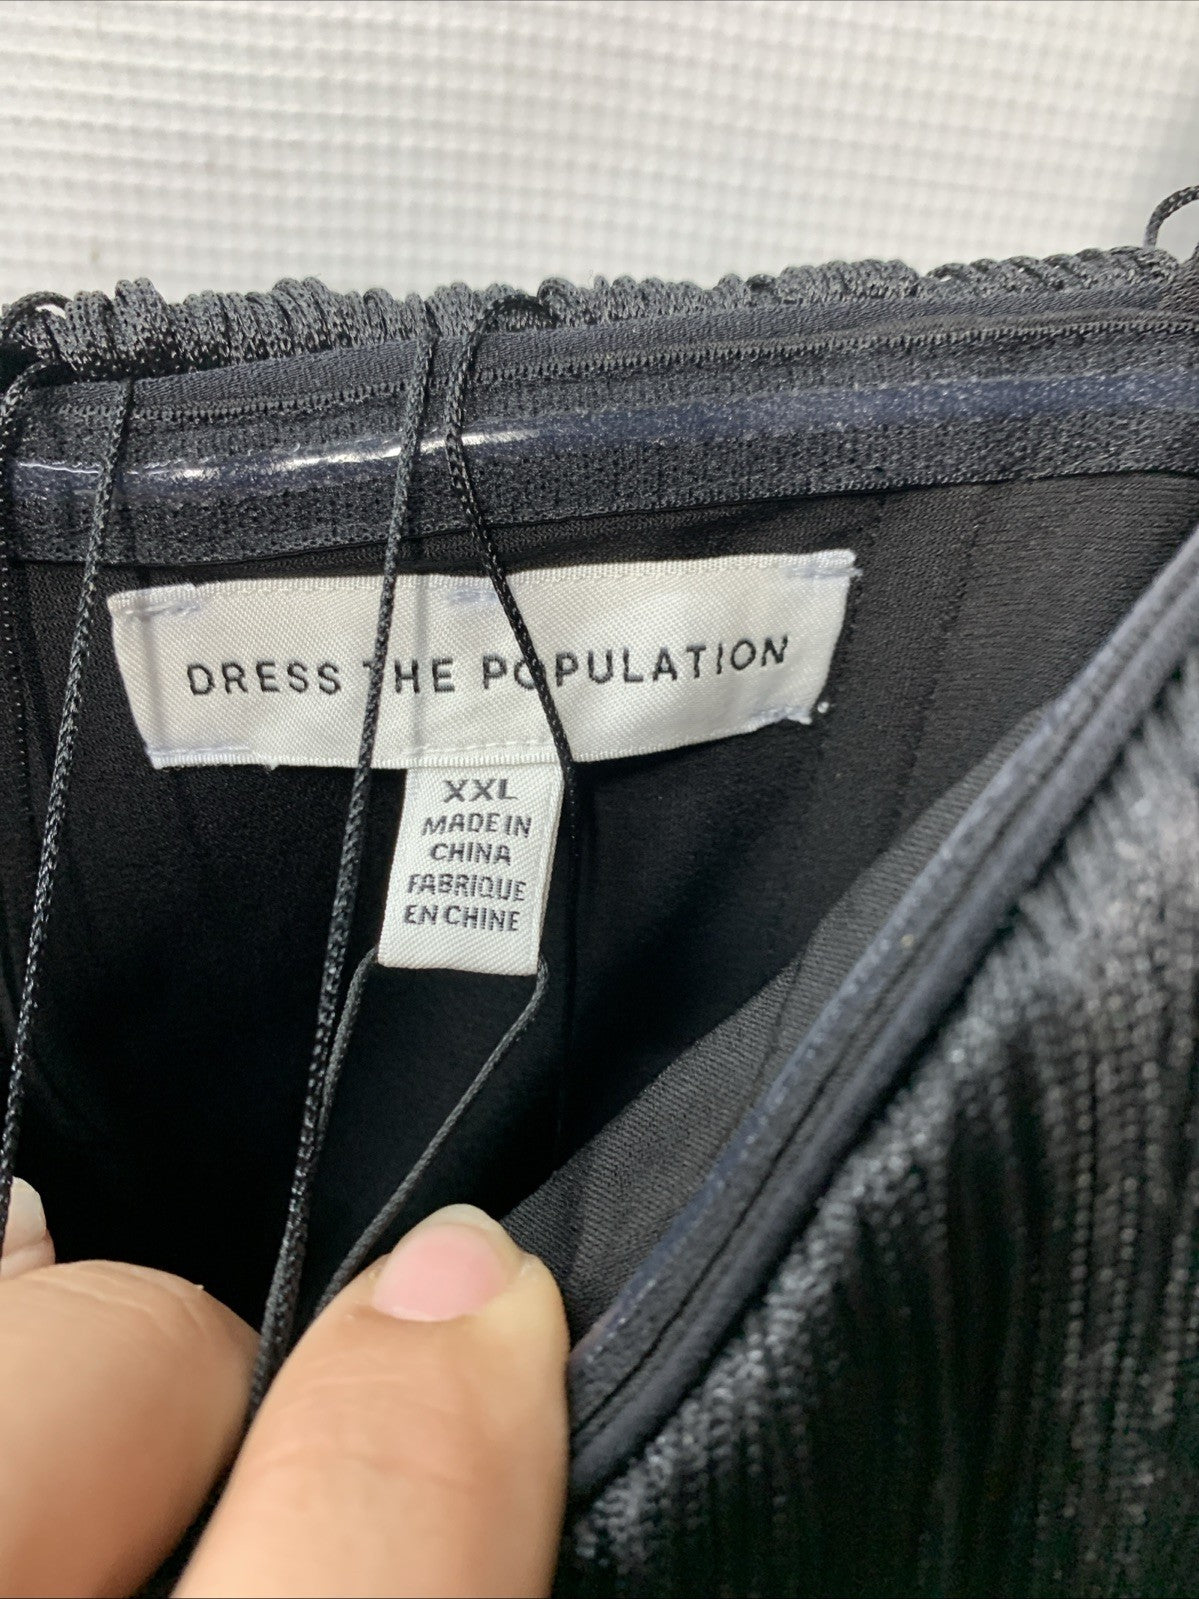 DRESS THE POPULATION
XXL
MADE IN
CHINA
FABRIQUE
EN CHINE